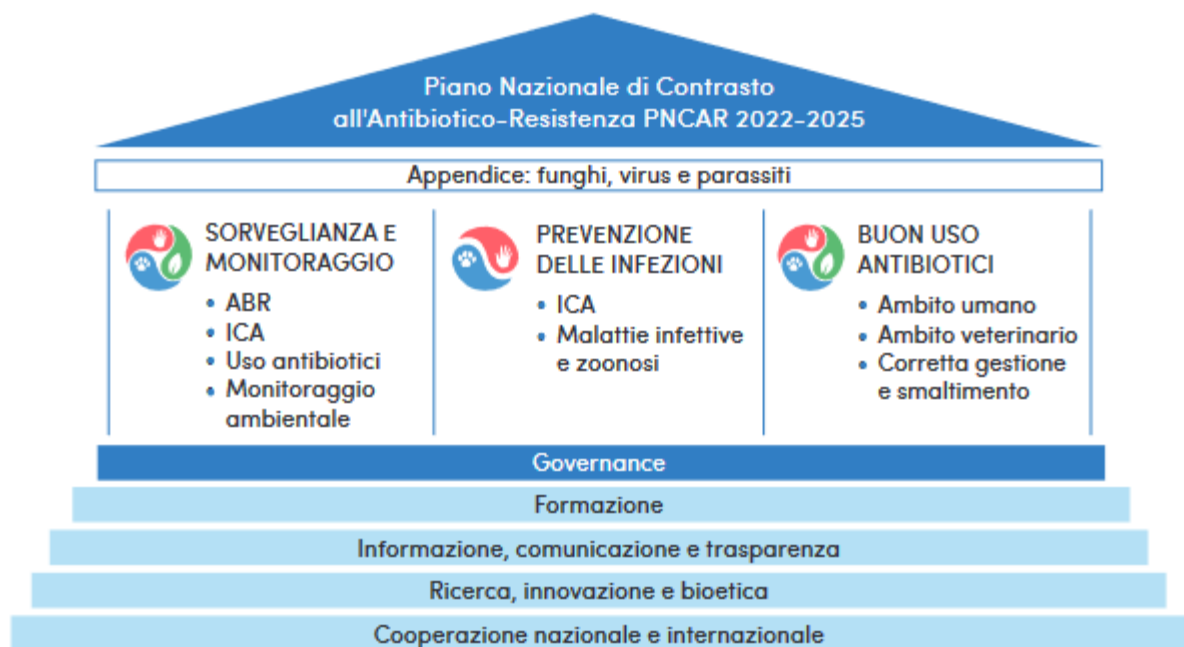 Piano Nazionale di Contrasto
all'Antibiotico-Resistenza PNCAR 2022-2025
Appendice: funghi, virus e parassiti
SORVEGLIANZA E
MONITORAGGIO
• ABR
• ICA
• Uso antibiotici
• Monitoraggio
ambientale
PREVENZIONE
DELLE INFEZIONI
• ICA
• Malattie infettive
e zoonosi
BUON USO
ANTIBIOTICI
• Ambito umano
• Ambito veterinario
• Corretta gestione
e smaltimento
Governance
Formazione
Informazione, comunicazione e trasparenza
Ricerca, innovazione e bioetica
Cooperazione nazionale e internazionale